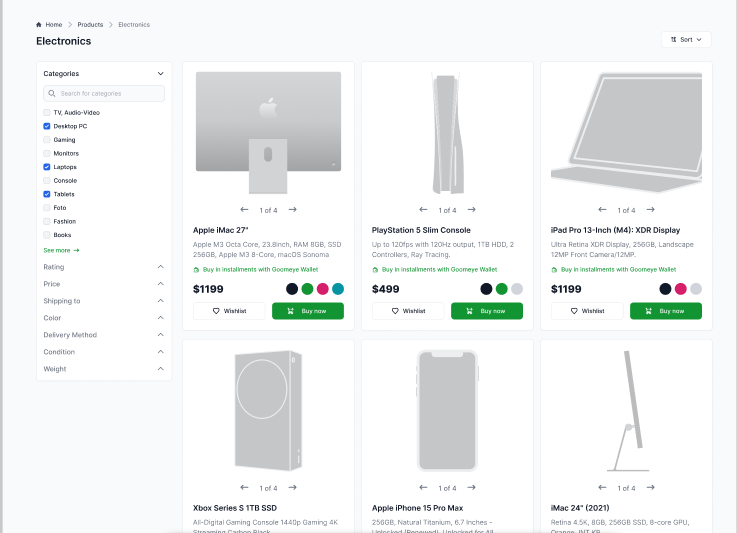 Home > Products > Electronics
Electronics
Sort
Categories
Search for categories
TV, Audio-Video
Desktop PC
Gaming
Monitors
Laptops
Console
Tablets
Foto
Fashion
Books
See more
Rating
Price
Shipping to
Color
Delivery Method
Condition
Weight
1 of 4
Apple iMac 27"
Apple M3 Octa Core, 23.8inch, RAM 8GB, SSD
256GB, Apple M3 8-Core, macOS Sonoma
Buy in installments with Goomeye Wallet
$1199
Wishlist
Buy now
1 of 4
PlayStation 5 Slim Console
Up to 120fps with 120Hz output, 1TB HDD, 2
Controllers, Ray Tracing.
Buy in installments with Goomeye Wallet
$499
Wishlist
Buy now
1 of 4
iPad Pro 13-Inch (M4): XDR Display
Ultra Retina XDR Display, 256GB, Landscape
12MP Front Camera/12MP.
Buy in installments with Goomeye Wallet
$1199
Wishlist
Buy now
1 of 4
Xbox Series S 1TB SSD
All-Digital Gaming Console 1440p Gaming 4K
Streaming Carbon Black
1 of 4
Apple iPhone 15 Pro Max
256GB, Natural Titanium, 6.7 Inches –
Unlocked (Renewed), Unlocked for All
1 of 4
iMac 24" (2021)
Retina 4.5K, 8GB, 256GB SSD, 8-core GPU,
Orange, INT KB